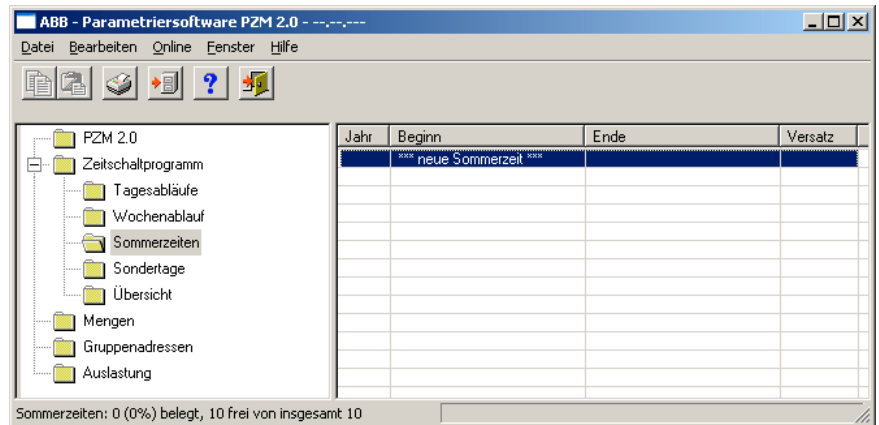 ABB - Parametriersoftware PZM 2.0 - --.--.---
Datei Bearbeiten Online Fenster Hilfe
PZM 2.0
Zeitschaltprogramm
Tagesabläufe
Wochenablauf
Sommerzeiten
Sondertage
Übersicht
Mengen
Gruppenadressen
Auslastung
Jahr Beginn Ende Versatz
*** neue Sommerzeit ***
Sommerzeiten: 0 (0%) belegt, 10 frei von insgesamt 10